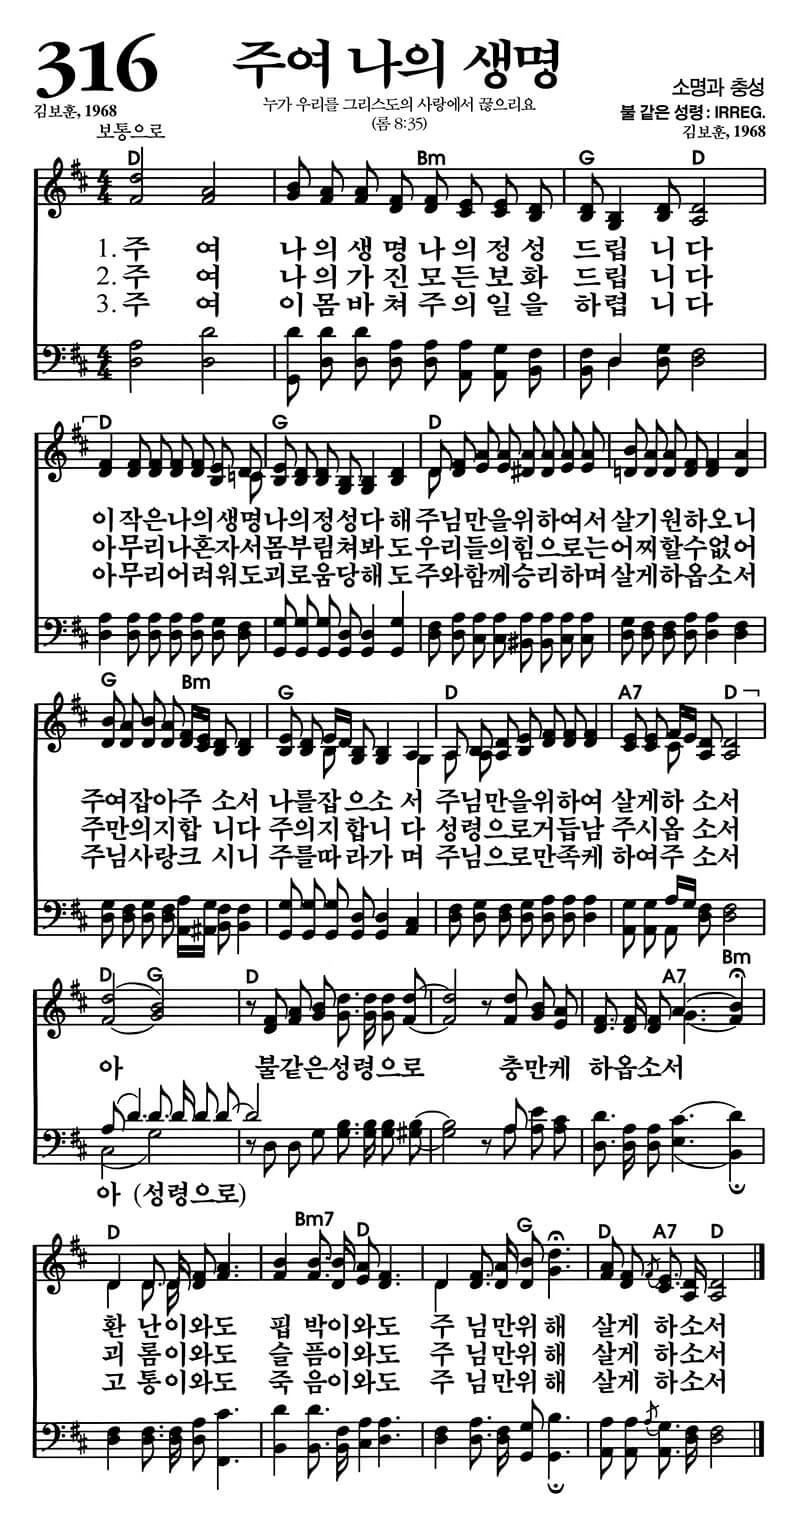 316 주여 나의 생명
소명과 충성
김보훈, 1968
누가 우리를 그리스도의 사랑에서 끊으리요
불 같은 성령 : IRREG.
보통으로
(롬 8:35)
김보훈, 1968
D Bm G D
1. 주 여 나의생명나의정성 드립 니다
2. 주 여 나의가진모든보화 드립 니다
3. 주 여 이몸바쳐주의일을 하렵 니다
D G D
이작은나의생명나의정성다해주님만을위하여서 살기원하오니
아무리나혼자서몸부림쳐봐도우리들의힘으로는어찌할수없어
아무리어려워도괴로움당해도주와함께승리하며 살게하옵소서
G Bm G D A7 D
주여잡아주 소서 나를잡으소 서 주님만을위하여 살게하 소서
주만의지합 니다 주의지합니 다 성령으로거듭남 주시옵 소서
주님사랑크 시니 주를따라가 며 주님으로만족케 하여주 소서
D G D A7 Bm
아 불같은성령으로 충만케 하옵소서
아 (성령으로)
D Bm7 D G D A7 D
환 난이와도 핍 박이와도 주 님만위해 살게 하소서
괴 롬이와도 슬 픔이와도 주 님만위해 살게 하소서
고 통이와도 죽 음이와도 주 님만위해 살게 하소서